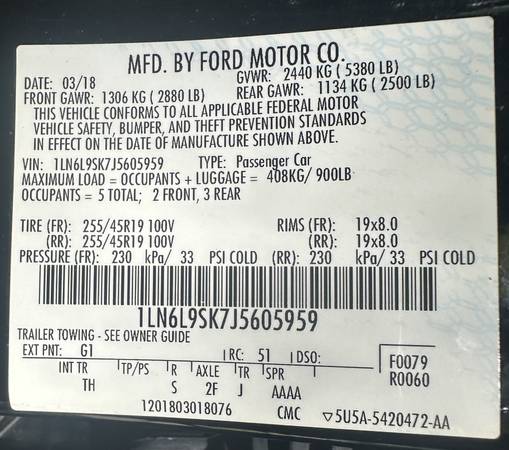 MFD. BY FORD MOTOR CO.
DATE: 03/18 GVWR: 2440 KG ( 5380 LB)
FRONT GAWR: 1306 KG ( 2880 LB) REAR GAWR: 1134 KG ( 2500 LB)
THIS VEHICLE CONFORMS TO ALL APPLICABLE FEDERAL MOTOR
VEHICLE SAFETY, BUMPER, AND THEFT PREVENTION STANDARDS
IN EFFECT ON THE DATE OF MANUFACTURE SHOWN ABOVE.
VIN: 1LN6L9SK7J5605959 TYPE: Passenger Car
MAXIMUM LOAD = OCCUPANTS + LUGGAGE = 408KG/ 900LB
OCCUPANTS = 5 TOTAL; 2 FRONT, 3 REAR
TIRE (FR): 255/45R19 100V RIMS (FR): 19x8.0
(RR): 255/45R19 100V (RR): 19x8.0
PRESSURE (FR): 230 kPa/ 33 PSI COLD (RR): 230 kPa/ 33 PSI COLD
1LN6L9SK7J5605959
TRAILER TOWING - SEE OWNER GUIDE
EXT PNT: G1 RC: 51 DSO: F0079
INT TR TP/PS R AXLE TR SPR R0060
TH S 2F J AAAA
1201803018076 CMC ▽5U5A-5420472-AA